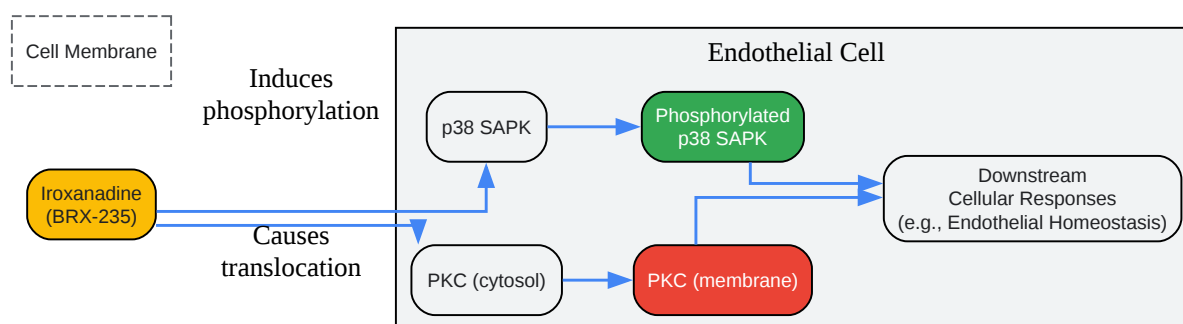 Cell Membrane
Endothelial Cell
Induces
phosphorylation
p38 SAPK
Phosphorylated
p38 SAPK
Iroxanadine
(BRX-235)
Downstream
Cellular Responses
(e.g., Endothelial Homeostasis)
Causes
translocation
PKC (cytosol)
PKC (membrane)